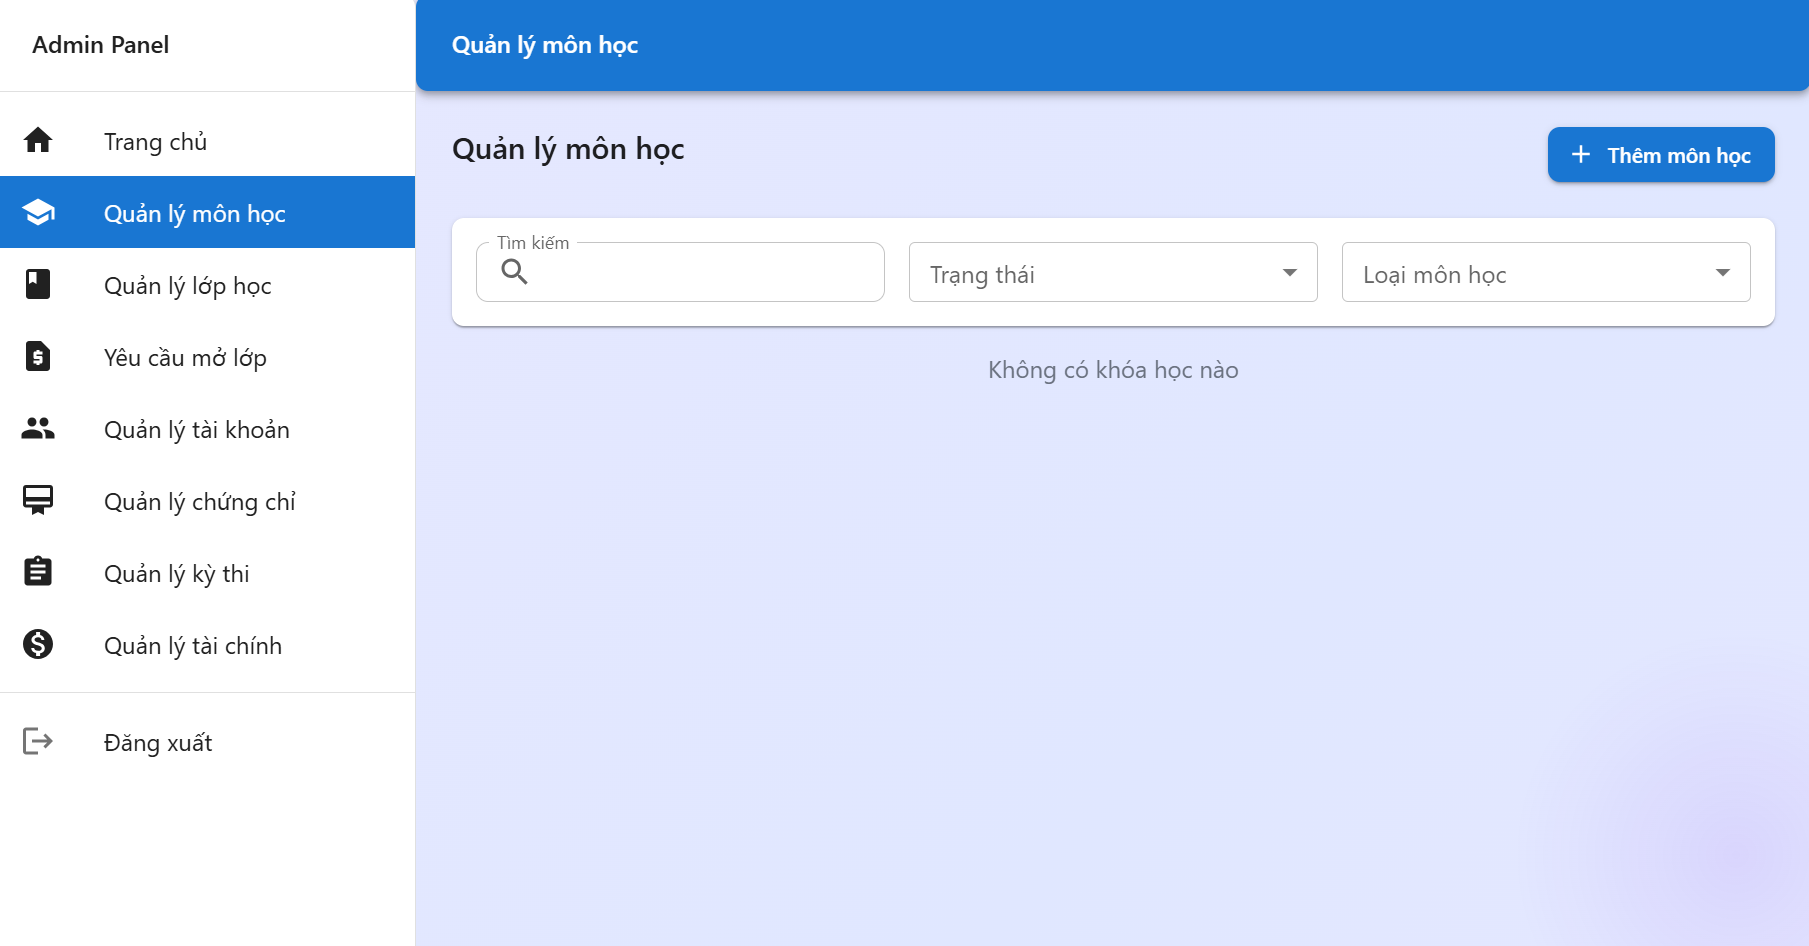 Admin Panel
Trang chủ
Quản lý môn học
Quản lý lớp học
Yêu cầu mở lớp
Quản lý tài khoản
Quản lý chứng chỉ
Quản lý kỳ thi
Quản lý tài chính
Đăng xuất
Quản lý môn học
Quản lý môn học
Thêm môn học
Tìm kiếm
Trạng thái
Loại môn học
Không có khóa học nào